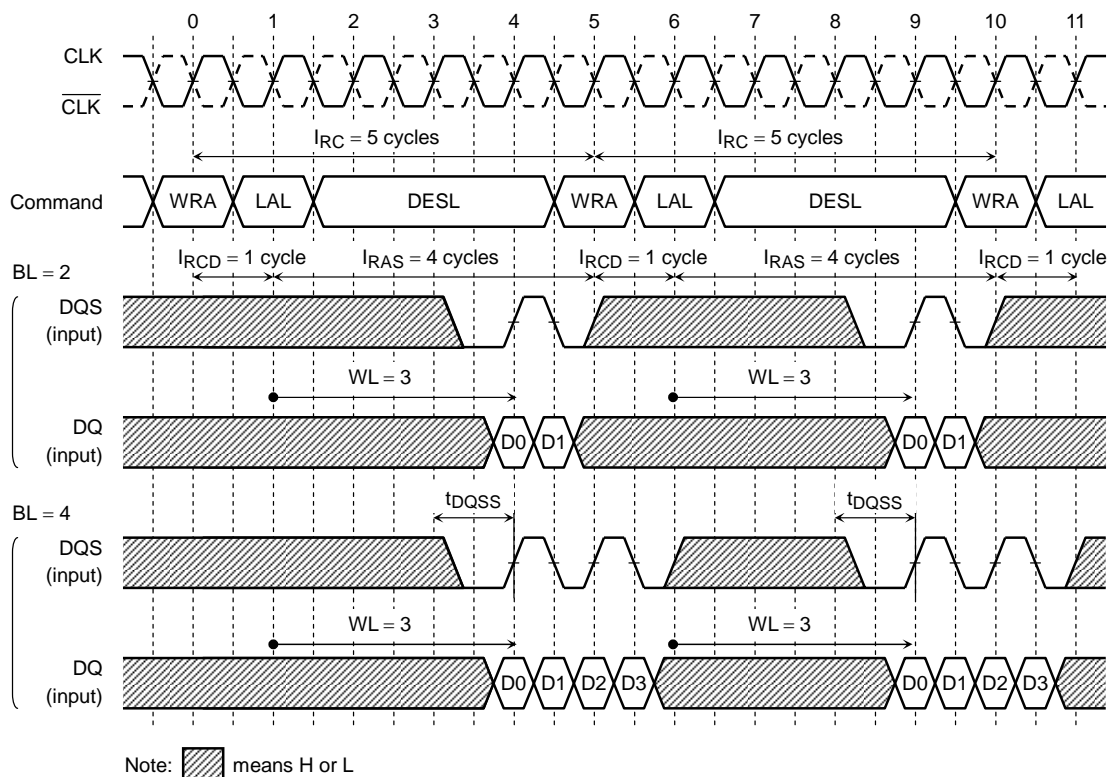 0 1 2 3 4 5 6 7 8 9 10 11
CLK
CLK
IRC = 5 cycles IRC = 5 cycles
Command WRA LAL DESL WRA LAL DESL WRA LAL
BL = 2 IRCD = 1 cycle IRAS = 4 cycles IRCD = 1 cycle IRAS = 4 cycles IRCD = 1 cycle
DQS
(input)
WL = 3 WL = 3
DQ D0 D1 D0 D1
(input)
BL = 4 tDQSS tDQSS
DQS
(input)
WL = 3 WL = 3
DQ D0 D1 D2 D3 D0 D1 D2 D3
(input)
Note: means H or L